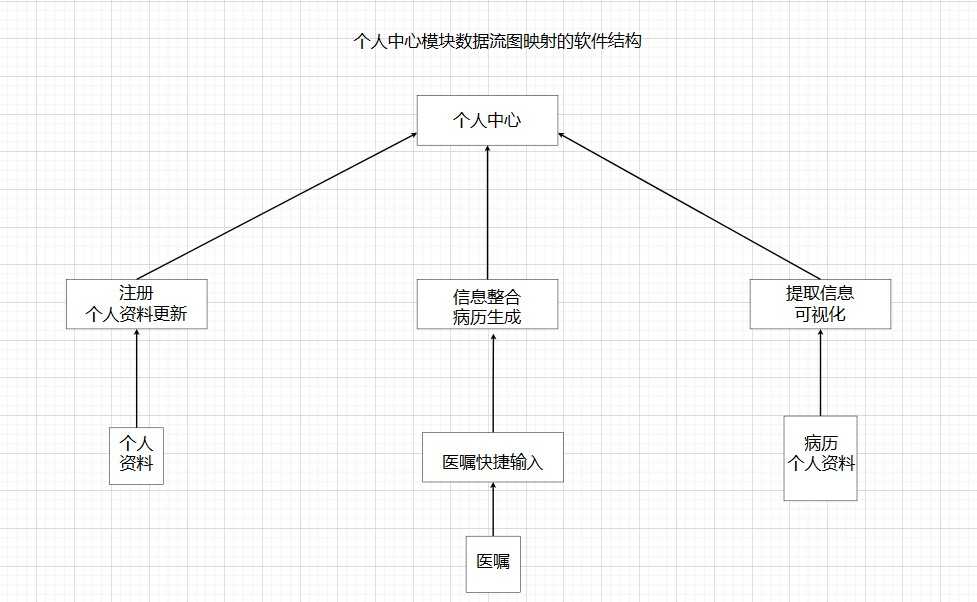 个人中心模块数据流图映射的软件结构
个人中心
注册
个人资料更新
信息整合
病历生成
提取信息
可视化
个人
资料
医嘱快捷输入
病历
个人资料
医嘱